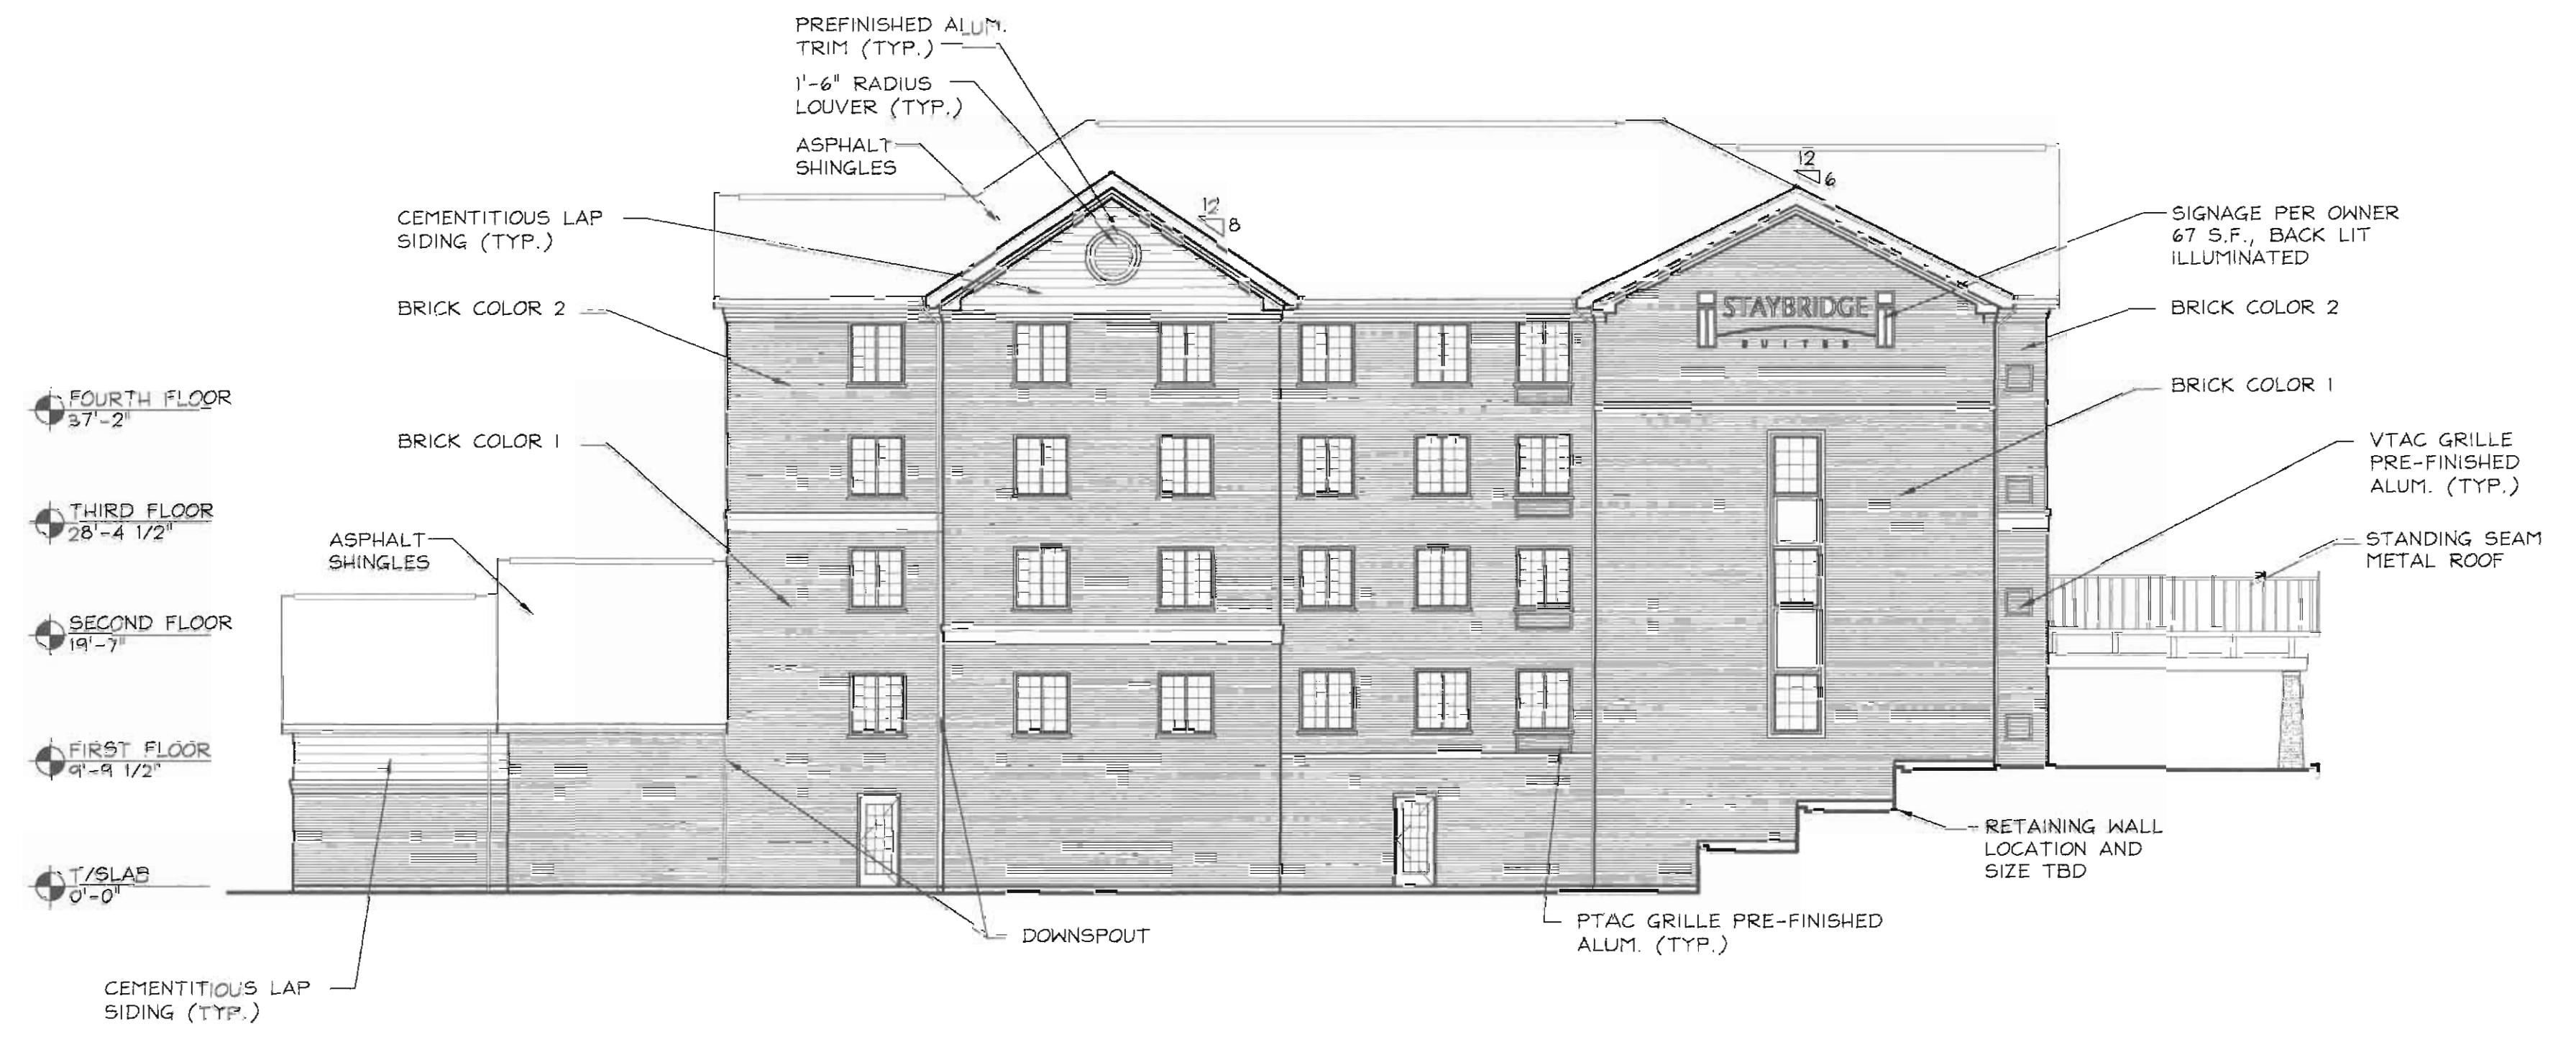 PREFINISHED ALUM.
TRIM (TYP.)
1'-6" RADIUS
LOUVER (TYP.)
ASPHALT
SHINGLES
12
6
CEMENTITIOUS LAP
SIDING (TYP.)
12
8
SIGNAGE PER OWNER
67 S.F., BACK LIT
ILLUMINATED
BRICK COLOR 2
STAYBRIDGE
SUITES
BRICK COLOR 2
FOURTH FLOOR
37'-2"
BRICK COLOR 1
BRICK COLOR 1
VTAC GRILLE
PRE-FINISHED
ALUM. (TYP.)
THIRD FLOOR
28'-4 1/2"
ASPHALT
SHINGLES
STANDING SEAM
METAL ROOF
SECOND FLOOR
19'-7"
FIRST FLOOR
9'-9 1/2"
RETAINING WALL
LOCATION AND
SIZE TBD
T/SLAB
0'-0"
DOWNSPOUT
PTAC GRILLE PRE-FINISHED
ALUM. (TYP.)
CEMENTITIOUS LAP
SIDING (TYP.)